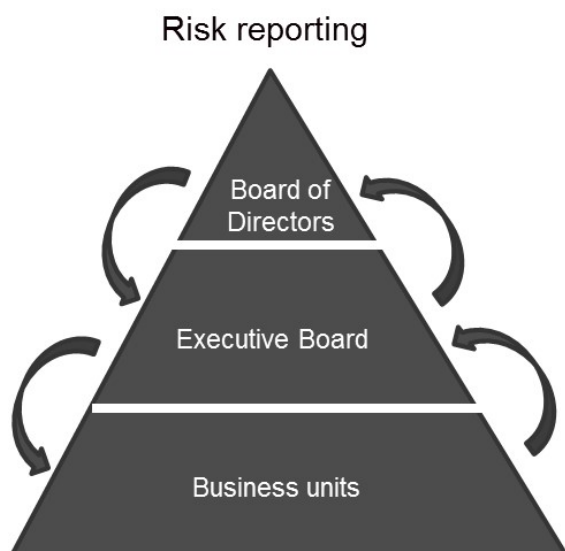 Risk reporting
Board of
Directors
Executive Board
Business units